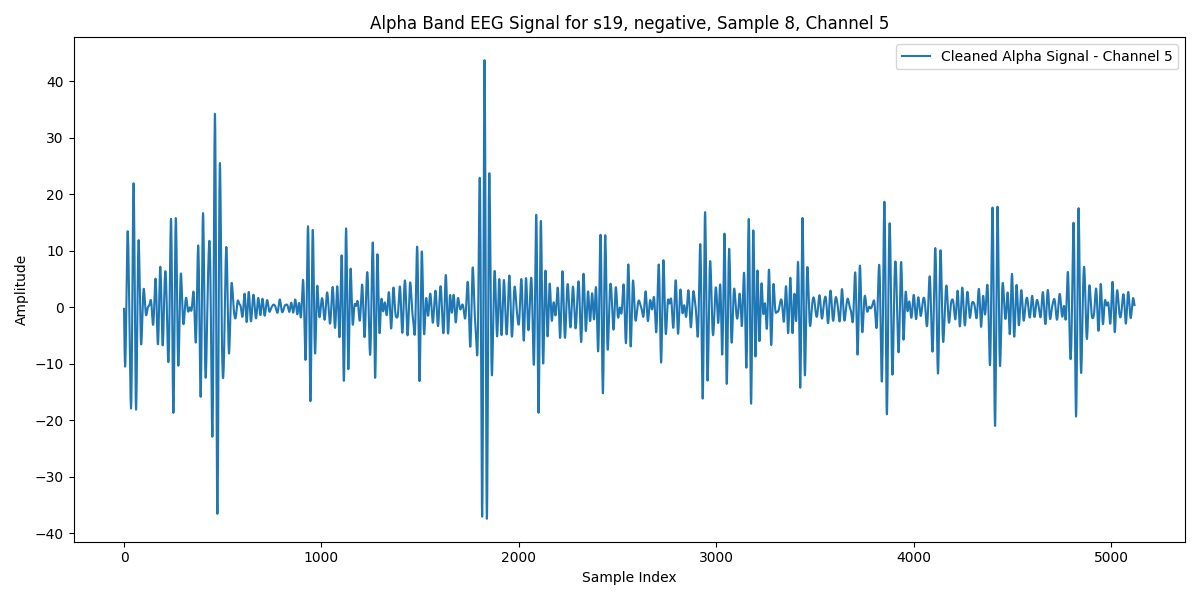 Alpha Band EEG Signal for s19, negative, Sample 8, Channel 5
Cleaned Alpha Signal - Channel 5
Amplitude
40
30
20
10
0
−10
−20
−30
−40
0 1000 2000 3000 4000 5000
Sample Index